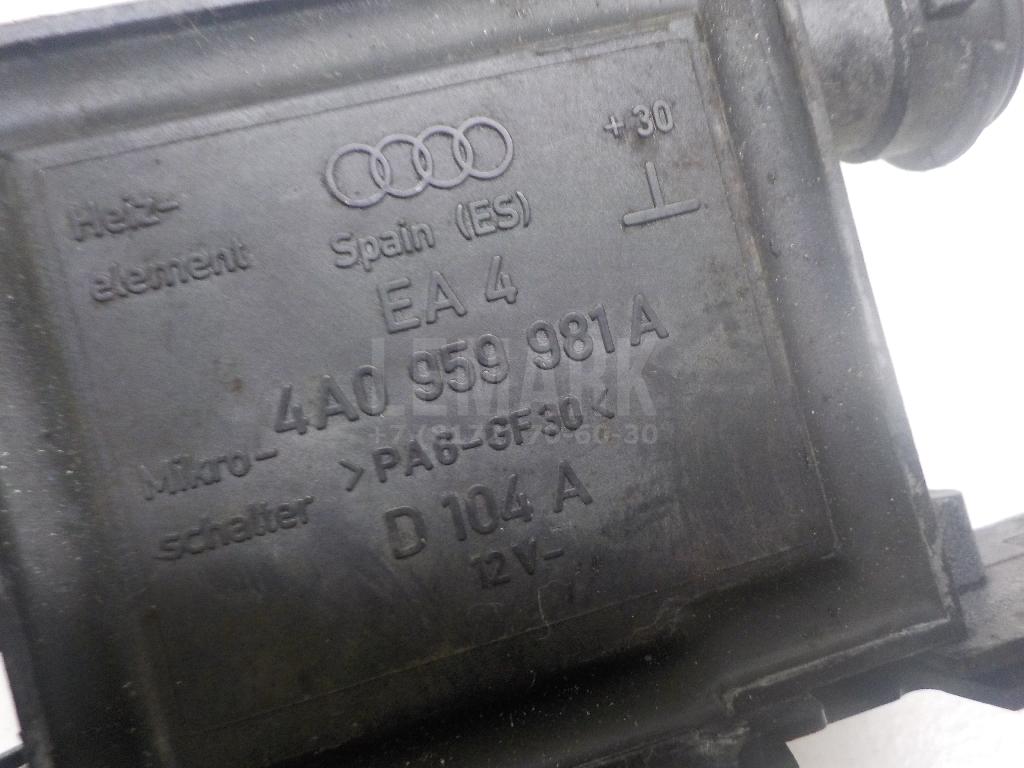 + 30
Heiz-
element
Spain (ES)
EA 4
4A0 959 981 A
LEMARK
Mikro-
schalter
>PA6-GF30<
D 104 A
12 V-